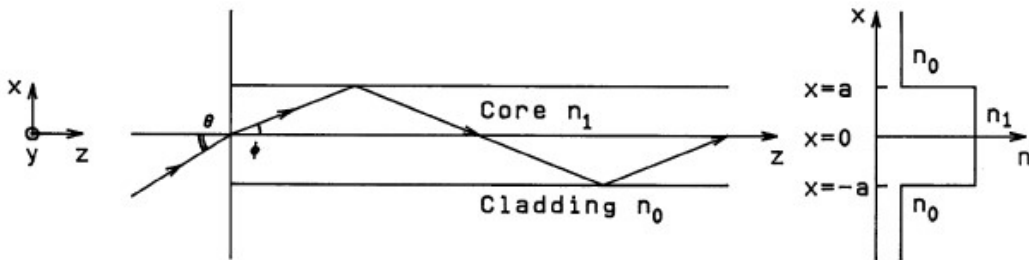 x
y
z
θ
ϕ
Core n₁
Cladding n₀
z
x
n₀
x=a
n₁
x=0
n
x=-a
n₀